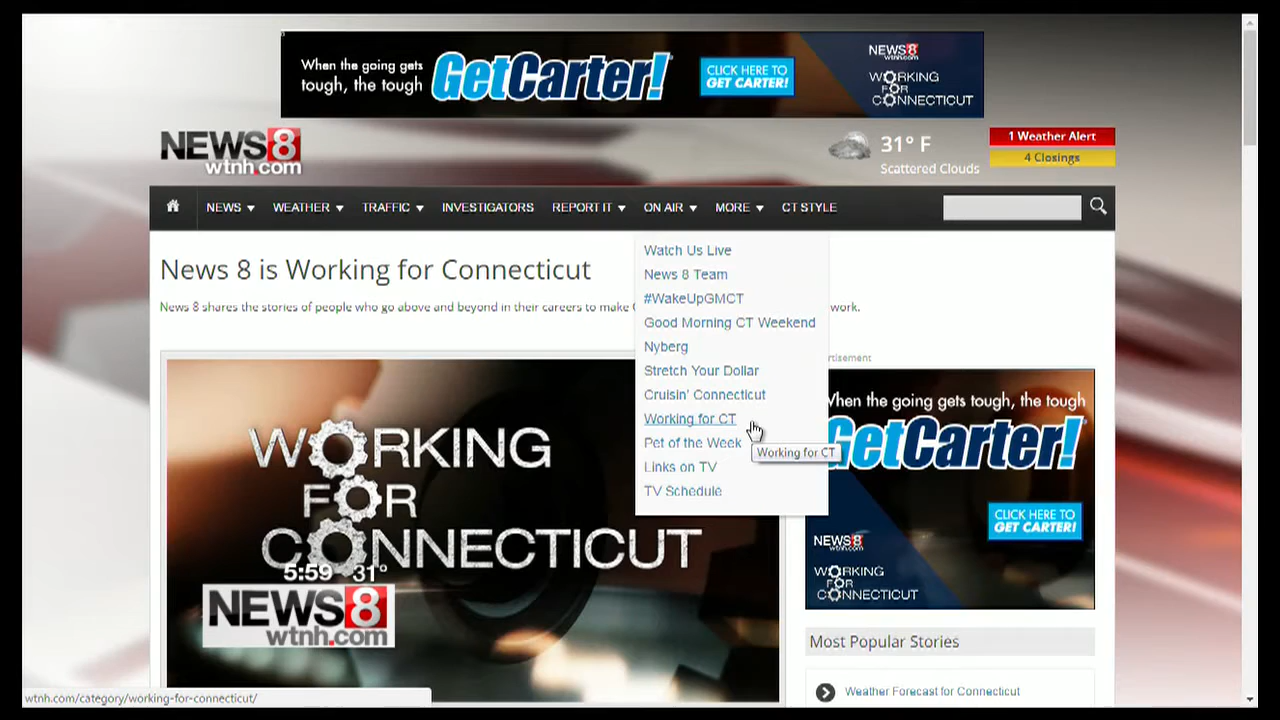 When the going gets
tough, the tough
GetCarter!
CLICK HERE TO
GET CARTER!
NEWS8
wtnh.com
WORKING
FOR
CONNECTICUT
NEWS8
wtnh.com
31° F
Scattered Clouds
1 Weather Alert
4 Closings
NEWS
WEATHER
TRAFFIC
INVESTIGATORS
REPORT IT
ON AIR
MORE
CT STYLE
News 8 is Working for Connecticut
News 8 shares the stories of people who go above and beyond in their careers to make
work.
Watch Us Live
News 8 Team
#WakeUpGMCT
Good Morning CT Weekend
Nyberg
Stretch Your Dollar
Cruisin' Connecticut
Working for CT
Pet of the Week
Links on TV
TV Schedule
Working for CT
WORKING
FOR
CONNECTICUT
5:59 31°
NEWS8
wtnh.com
rtisement
When the going gets tough, the tough
GetCarter!
CLICK HERE TO
GET CARTER!
NEWS8
wtnh.com
WORKING
FOR
CONNECTICUT
Most Popular Stories
Weather Forecast for Connecticut
wtnh.com/category/working-for-connecticut/